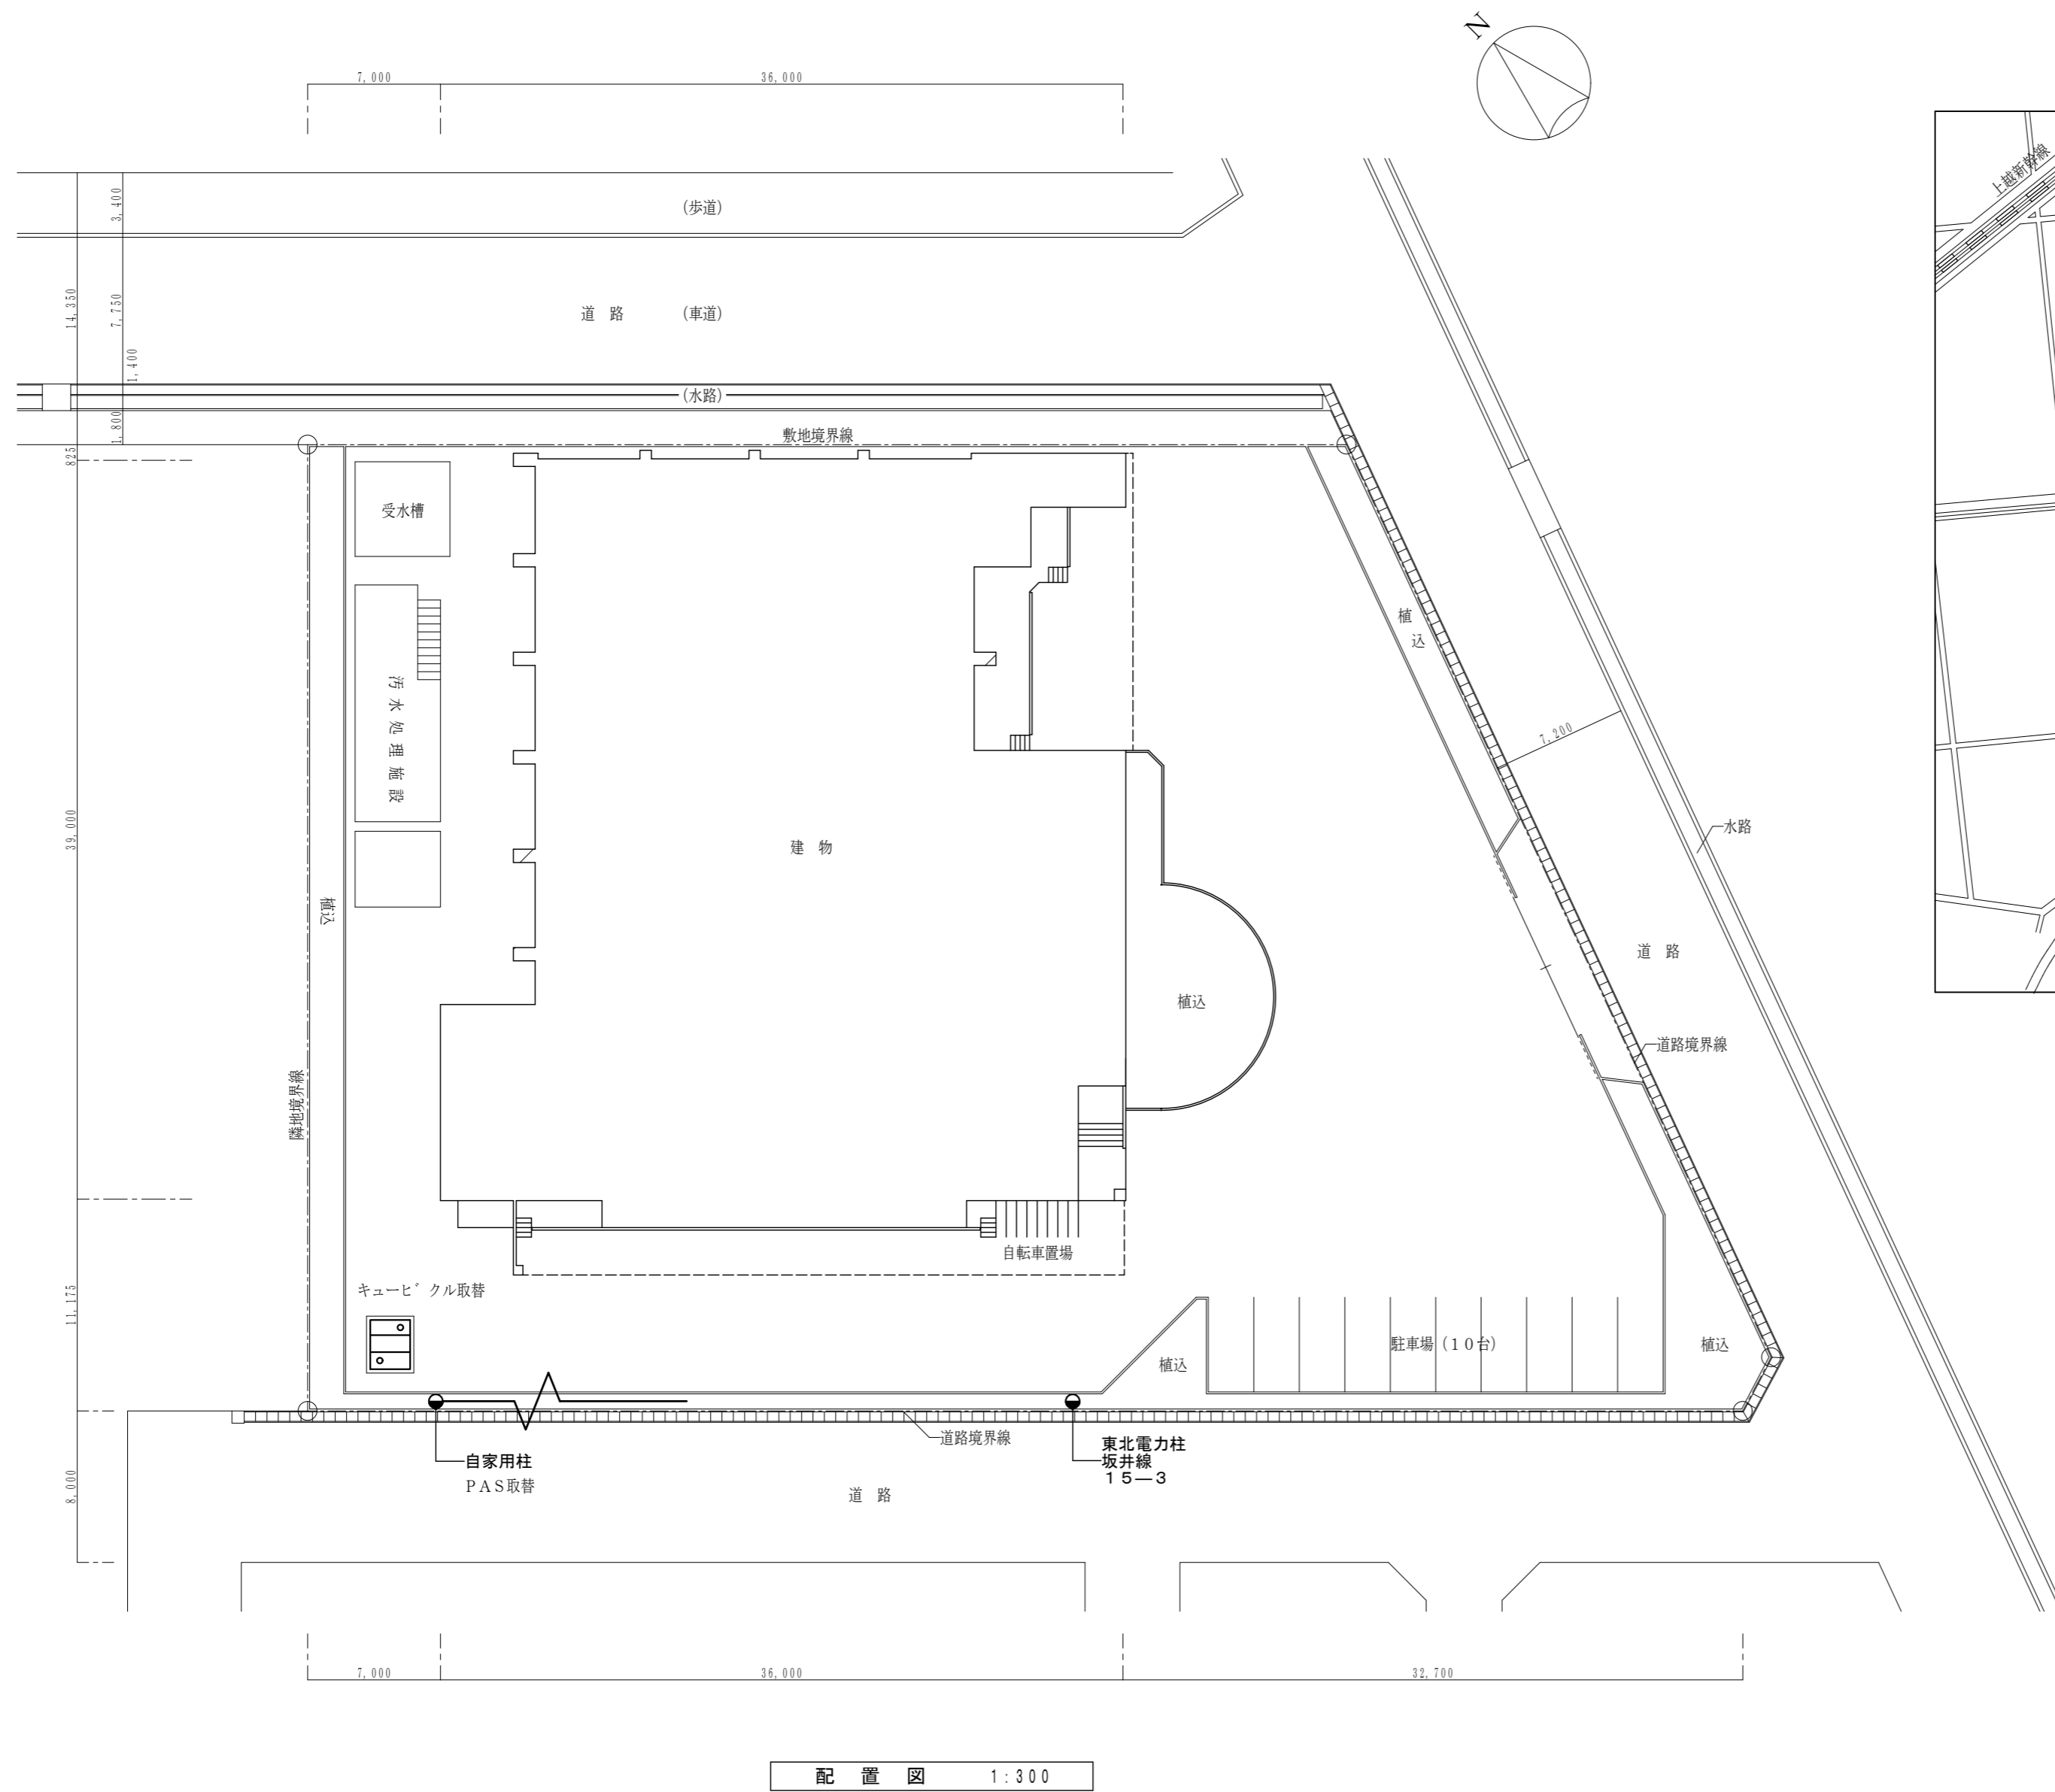 N
7,000
36,000
上越新幹線
3,400
(歩道)
14,350
7,750
道 路 (車道)
1,400
(水路)
1,800
敷地境界線
825
受水槽
植込
汚水処理施設
7,200
39,000
水路
建 物
植込
道 路
植込
道路境界線
隣地境界線
自転車置場
キュービクル取替
11,175
駐車場(10台)
植込
植込
道路境界線
東北電力柱
坂井線
15―3
自家用柱
PAS取替
8,000
道 路
7,000
36,000
32,700
配 置 図 1:300